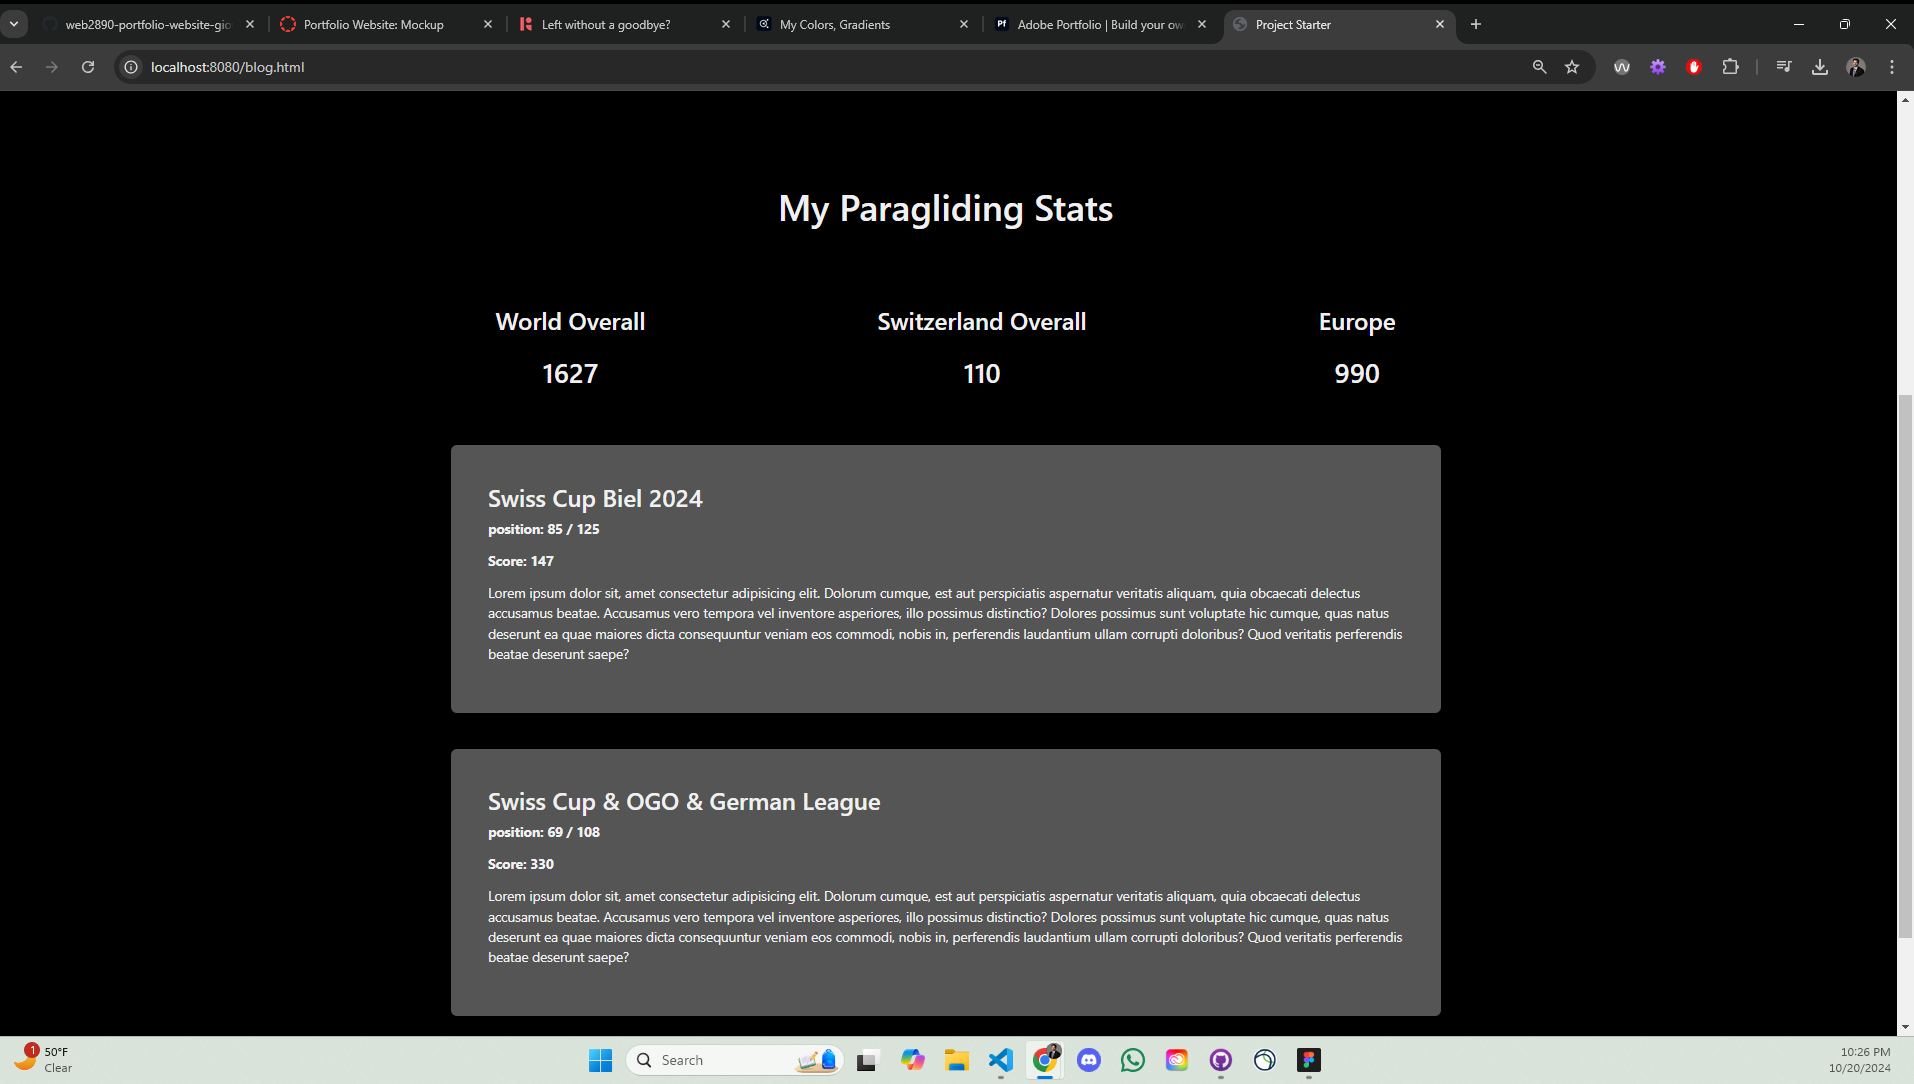 web2890-portfolio-website-gio
Portfolio Website: Mockup
Left without a goodbye?
My Colors, Gradients
Pf
Adobe Portfolio | Build your ow
Project Starter
localhost:8080/blog.html
My Paragliding Stats
World Overall
Switzerland Overall
Europe
1627
110
990
Swiss Cup Biel 2024
position: 85 / 125
Score: 147
Lorem ipsum dolor sit, amet consectetur adipisicing elit. Dolorum cumque, est aut perspiciatis aspernatur veritatis aliquam, quia obcaecati delectus
accusamus beatae. Accusamus vero tempora vel inventore asperiores, illo possimus distinctio? Dolores possimus sunt voluptate hic cumque, quas natus
deserunt ea quae maiores dicta consequuntur veniam eos commodi, nobis in, perferendis laudantium ullam corrupti doloribus? Quod veritatis perferendis
beatae deserunt saepe?
Swiss Cup & OGO & German League
position: 69 / 108
Score: 330
Lorem ipsum dolor sit, amet consectetur adipisicing elit. Dolorum cumque, est aut perspiciatis aspernatur veritatis aliquam, quia obcaecati delectus
accusamus beatae. Accusamus vero tempora vel inventore asperiores, illo possimus distinctio? Dolores possimus sunt voluptate hic cumque, quas natus
deserunt ea quae maiores dicta consequuntur veniam eos commodi, nobis in, perferendis laudantium ullam corrupti doloribus? Quod veritatis perferendis
beatae deserunt saepe?
1
50°F
Clear
Search
10:26 PM
10/20/2024